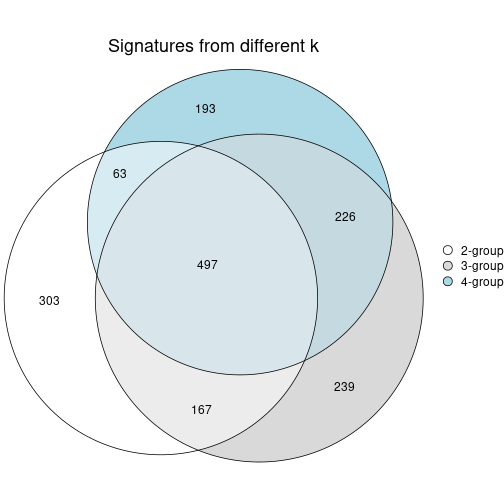 Signatures from different k
193
63
226
497
303
239
167
2-group
3-group
4-group